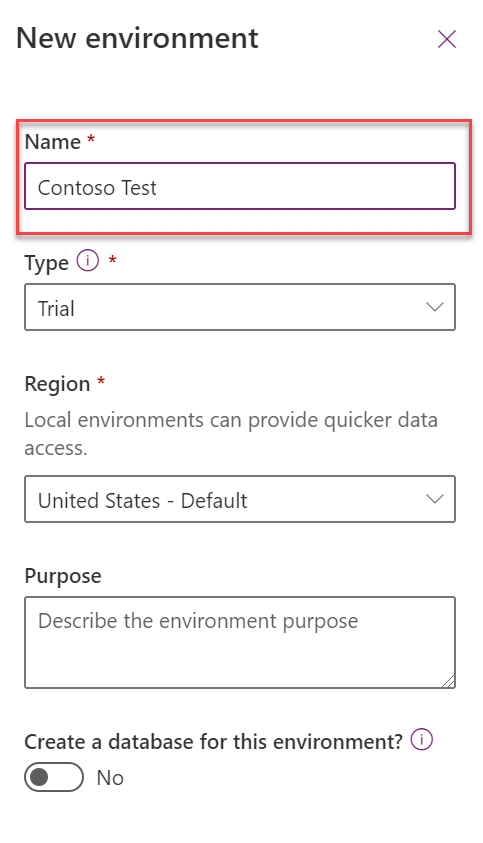 New environment
Name *
Contoso Test
Type *
Trial
Region *
Local environments can provide quicker data
access.
United States - Default
Purpose
Describe the environment purpose
Create a database for this environment?
No